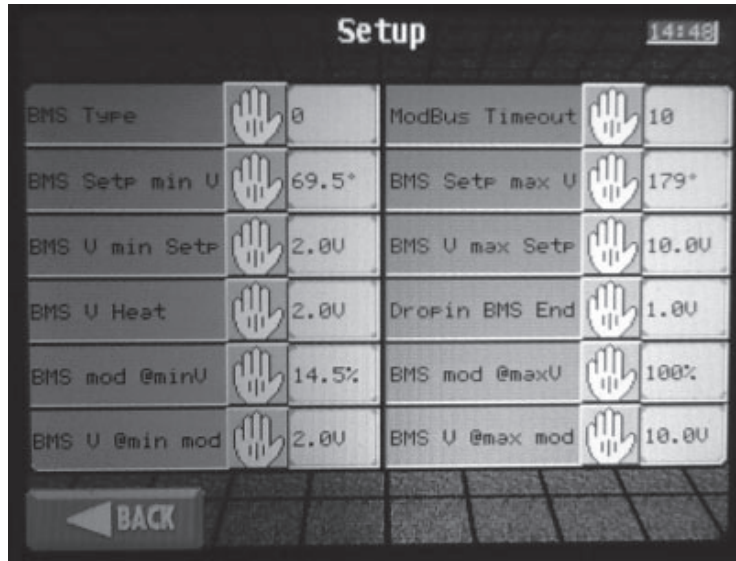 Setup
14:48
BMS Type 0 ModBus Timeout 10
BMS Setp min V 69.5° BMS Setp max V 179°
BMS V min Setp 2.0V BMS V max Setp 10.0V
BMS V Heat 2.0V Dropin BMS End 1.0V
BMS mod @minV 14.5% BMS mod @maxV 100%
BMS V @min mod 2.0V BMS V @max mod 10.0V
BACK